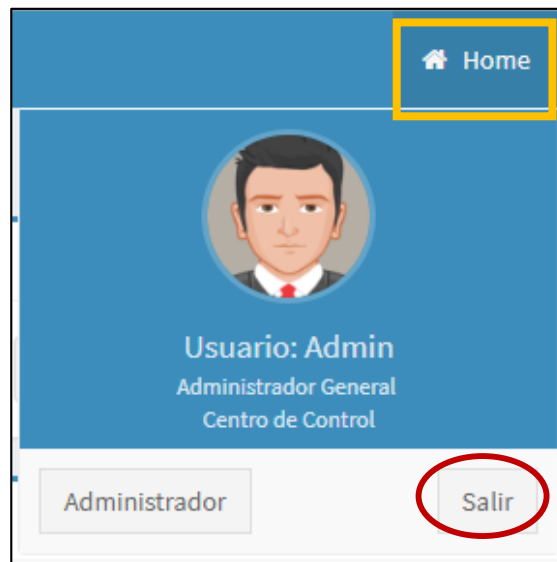 Home
Usuario: Admin
Administrador General
Centro de Control
Administrador
Salir